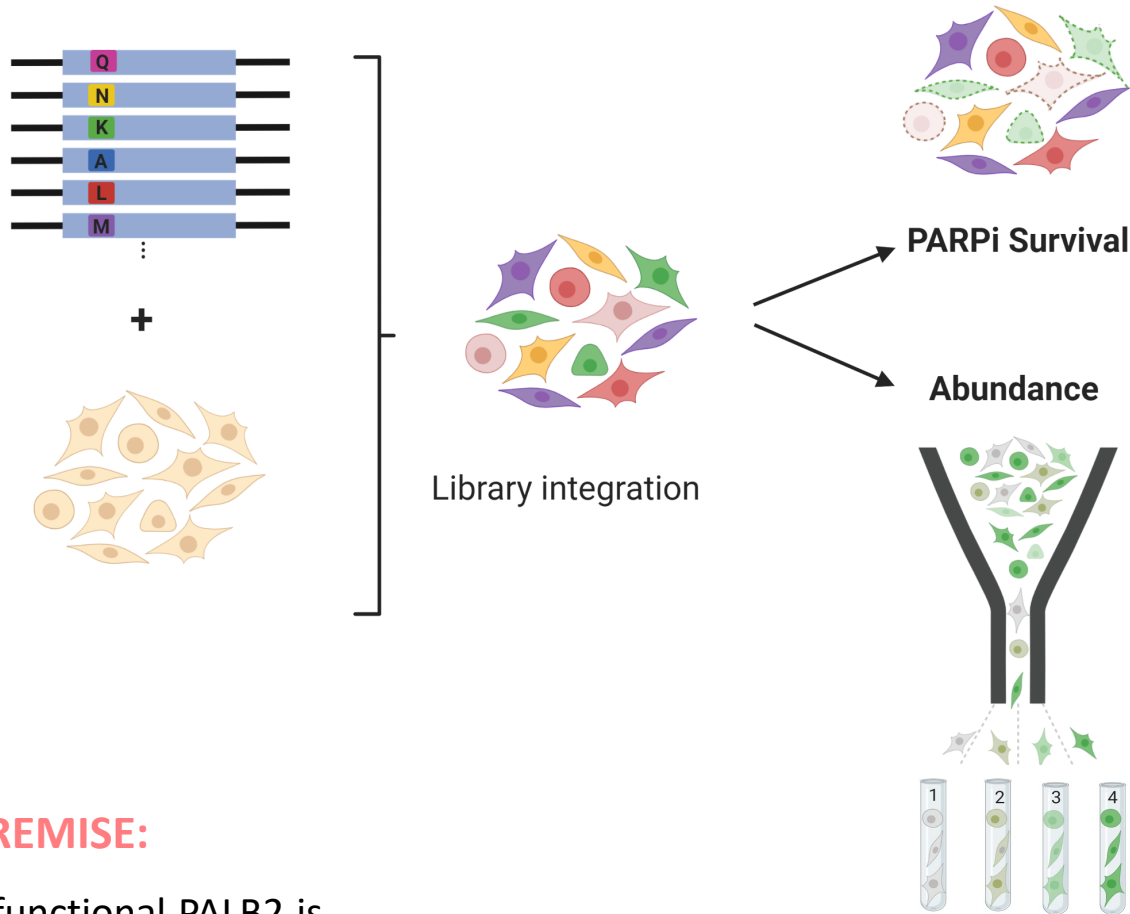 Q
N
K
A
L
M
+
Library integration
PARPi Survival
Abundance
1 2 3 4
REMISE:
functional PALB2 is